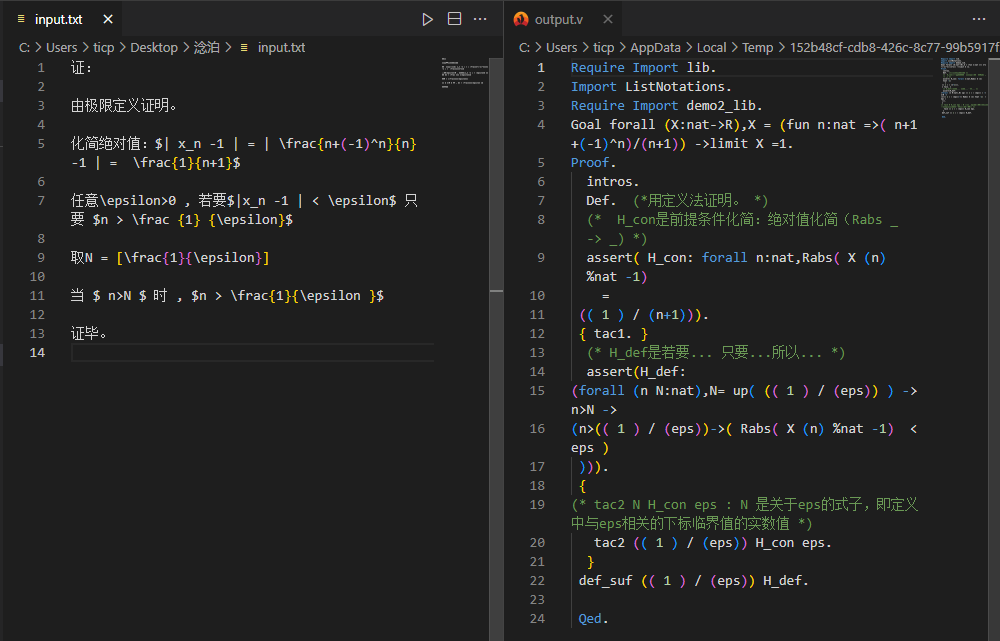 input.txt
C: > Users > ticp > Desktop > 淰泊 > input.txt
1 证：
2
3 由极限定义证明。
4
5 化简绝对值：$| x_n -1 | = | \frac{n+(-1)^n}{n}
-1 | =  \frac{1}{n+1}$
6
7 任意\epsilon>0 , 若要$|x_n -1 | < \epsilon$ 只
要 $n > \frac {1} {\epsilon}$
8
9 取N = [\frac{1}{\epsilon}]
10
11 当 $ n>N $ 时 , $n > \frac{1}{\epsilon }$
12
13 证毕。
14
output.v
C: > Users > ticp > AppData > Local > Temp > 152b48cf-cdb8-426c-8c77-99b5917f
1 Require Import lib.
2 Import ListNotations.
3 Require Import demo2_lib.
4 Goal forall (X:nat->R),X = (fun n:nat =>( n+1
+(-1)^n)/(n+1)) ->limit X =1.
5 Proof.
6 intros.
7 Def.  (*用定义法证明。 *)
8 (*  H_con是前提条件化简：绝对值化简（Rabs _
-> _) *)
9 assert( H_con: forall n:nat,Rabs( X (n)
%nat -1)
10 =
11 (( 1 ) / (n+1))).
12 { tac1. }
13 (* H_def是若要... 只要...所以... *)
14 assert(H_def:
15 (forall (n N:nat),N= up( (( 1 ) / (eps)) ) ->
n>N ->
16 (n>(( 1 ) / (eps))->( Rabs( X (n) %nat -1)  <
eps )
17 ))).
18 {
19 (* tac2 N H_con eps : N 是关于eps的式子，即定义
中与eps相关的下标临界值的实数值 *)
20 tac2 (( 1 ) / (eps)) H_con eps.
21 }
22 def_suf (( 1 ) / (eps)) H_def.
23
24 Qed.